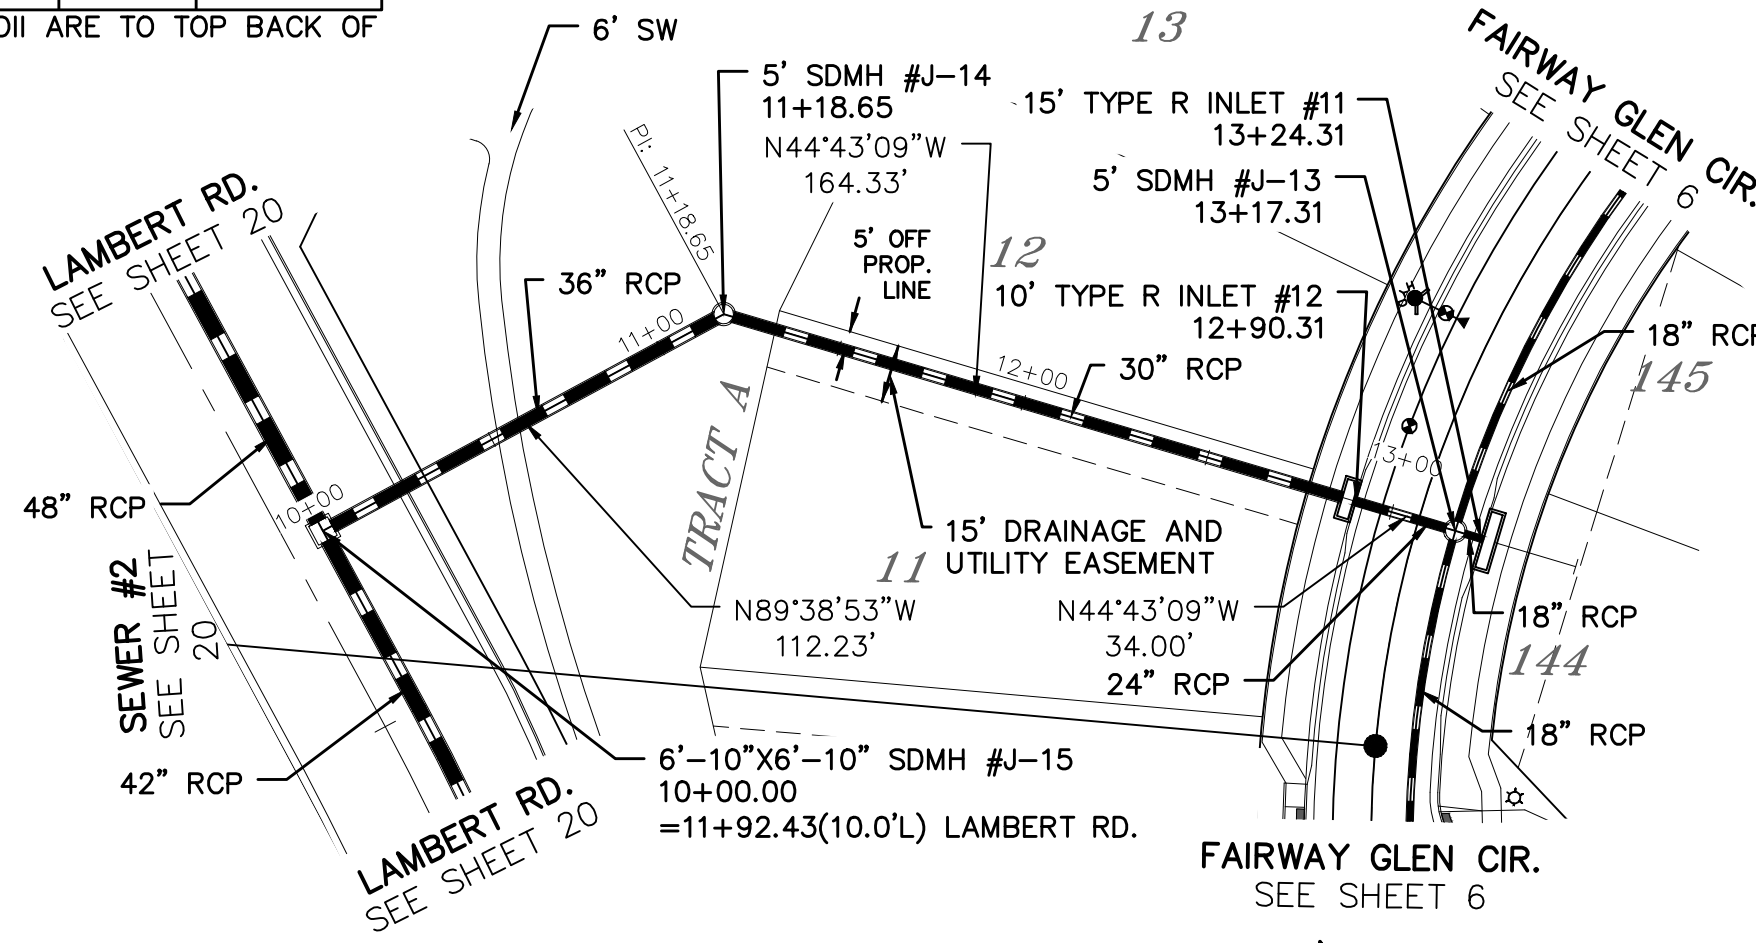 DII ARE TO TOP BACK OF
6' SW
13
FAIRWAY GLEN CIR.
SEE SHEET 6
5' SDMH #J-14
11+18.65
N44°43'09"W
164.33'
15' TYPE R INLET #11
13+24.31
5' SDMH #J-13
13+17.31
PI: 11+18.65
LAMBERT RD.
SEE SHEET 20
5' OFF
PROP.
LINE
12
10' TYPE R INLET #12
12+90.31
36" RCP
11+00
12+00
30" RCP
18" RCP
145
TRACT A
13+00
48" RCP
10+00
15' DRAINAGE AND
UTILITY EASEMENT
11
SEWER #2
SEE SHEET
20
N89°38'53"W
112.23'
N44°43'09"W
34.00'
18" RCP
144
24" RCP
18" RCP
42" RCP
6'-10"X6'-10" SDMH #J-15
10+00.00
=11+92.43(10.0'L) LAMBERT RD.
LAMBERT RD.
SEE SHEET 20
FAIRWAY GLEN CIR.
SEE SHEET 6